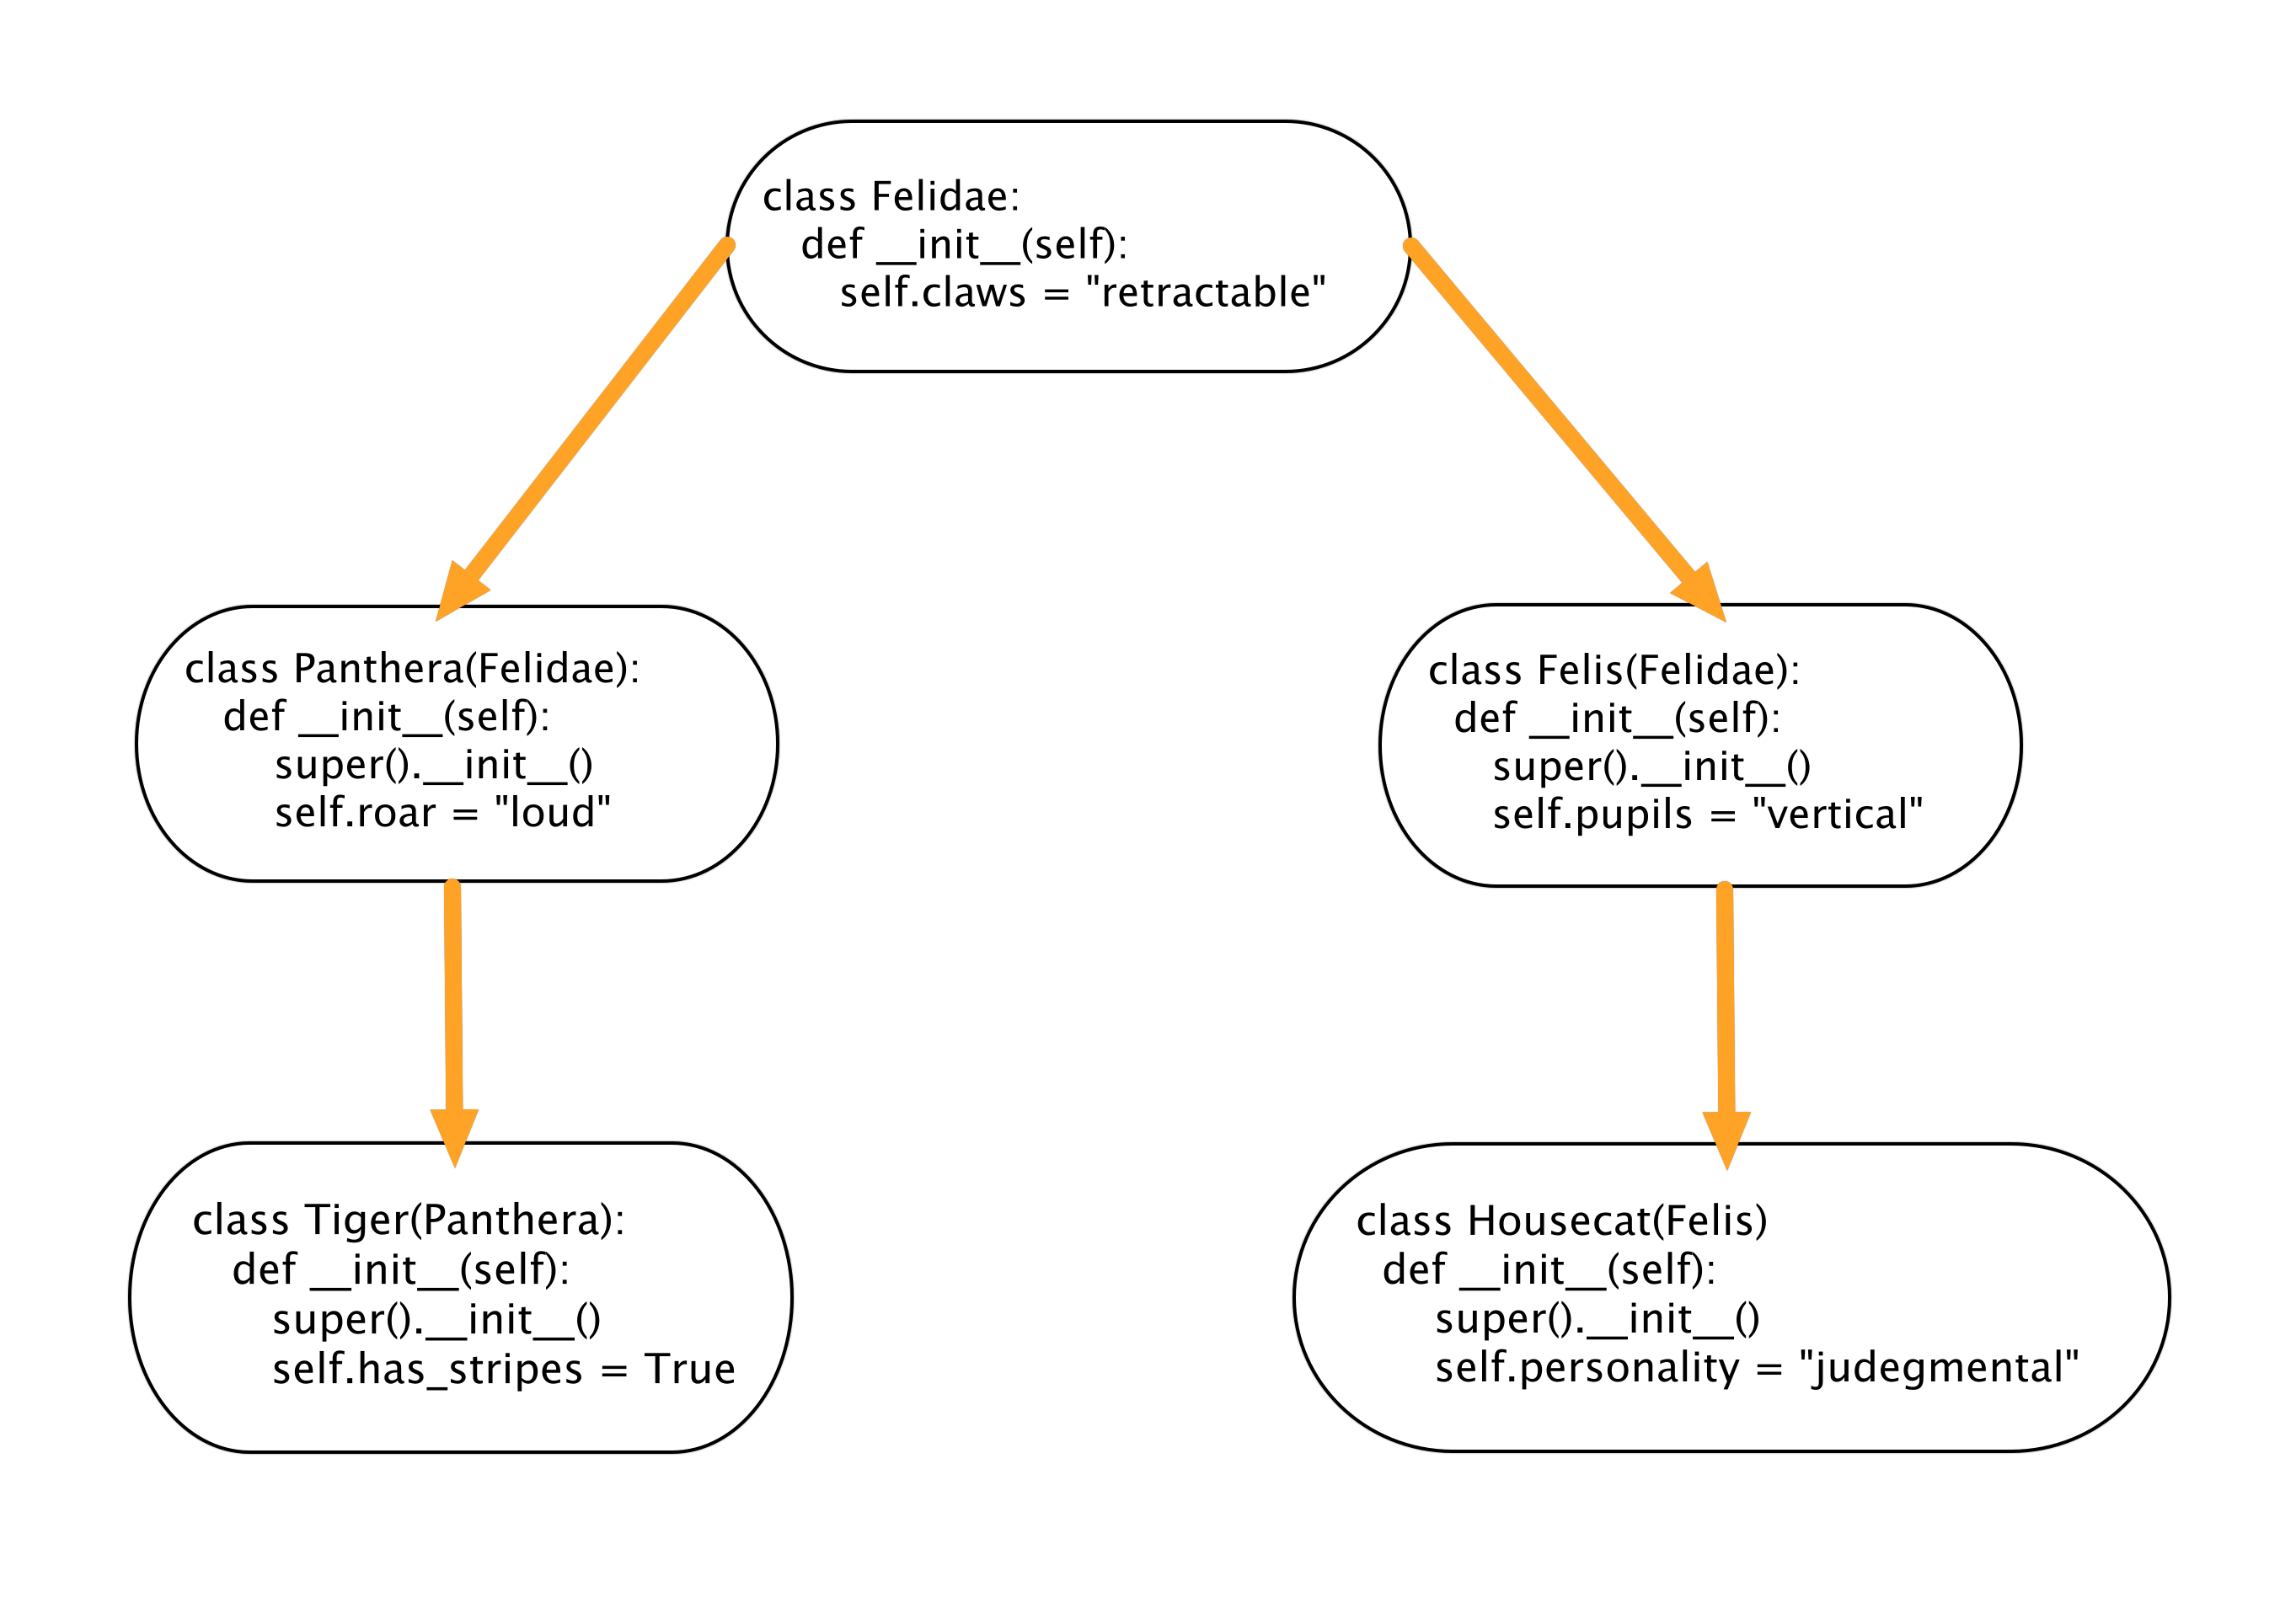 class Felidae:
def __init__(self):
self.claws = "retractable"
class Panthera(Felidae):
def __init__(self):
super().__init__()
self.roar = "loud"
class Felis(Felidae):
def __init__(self):
super().__init__()
self.pupils = "vertical"
class Tiger(Panthera):
def __init__(self):
super().__init__()
self.has_stripes = True
class Housecat(Felis)
def __init__(self):
super().__init__()
self.personality = "judegmental"